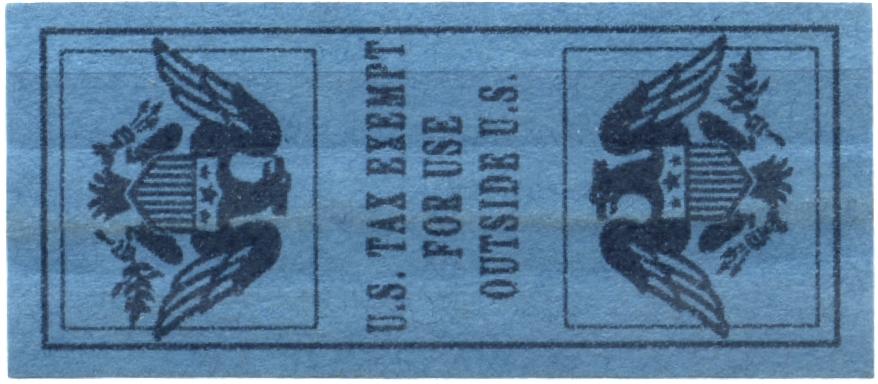 U.S. TAX EXEMPT
FOR USE
OUTSIDE U.S.